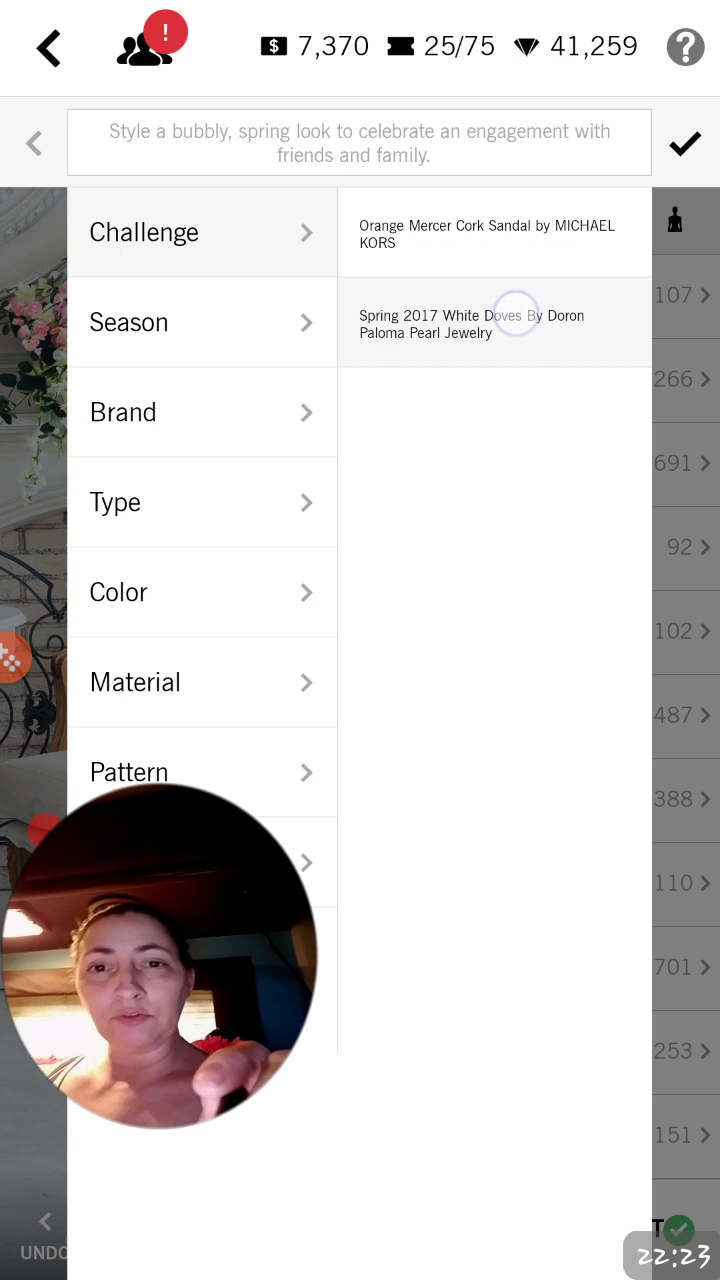 !
$ 7,370
25/75
41,259
?
Style a bubbly, spring look to celebrate an engagement with
friends and family.
Challenge
Orange Mercer Cork Sandal by MICHAEL
KORS
107
Season
Spring 2017 White Doves By Doron
Paloma Pearl Jewelry
266
Brand
691
Type
92
Color
102
Material
487
Pattern
388
110
701
253
151
UNDO
T
22:23